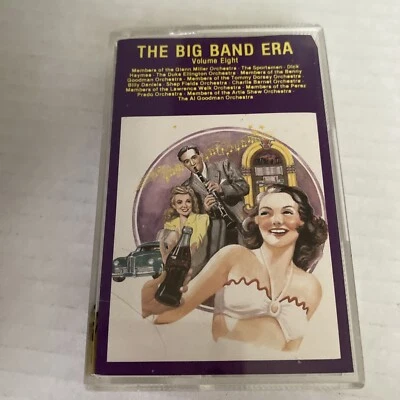 THE BIG BAND ERA
Volume Eight
Members of the Glenn Miller Orchestra · The Sportsmen · Dick
Haymes · The Duke Ellington Orchestra · Members of the Benny
Goodman Orchestra · Members of the Tommy Dorsey Orchestra ·
Billy Daniels · Shep Fields Orchestra · Charlie Barnet Orchestra ·
Members of the Lawrence Welk Orchestra · Members of the Perez
Prado Orchestra · Members of the Artie Shaw Orchestra ·
The Al Goodman Orchestra